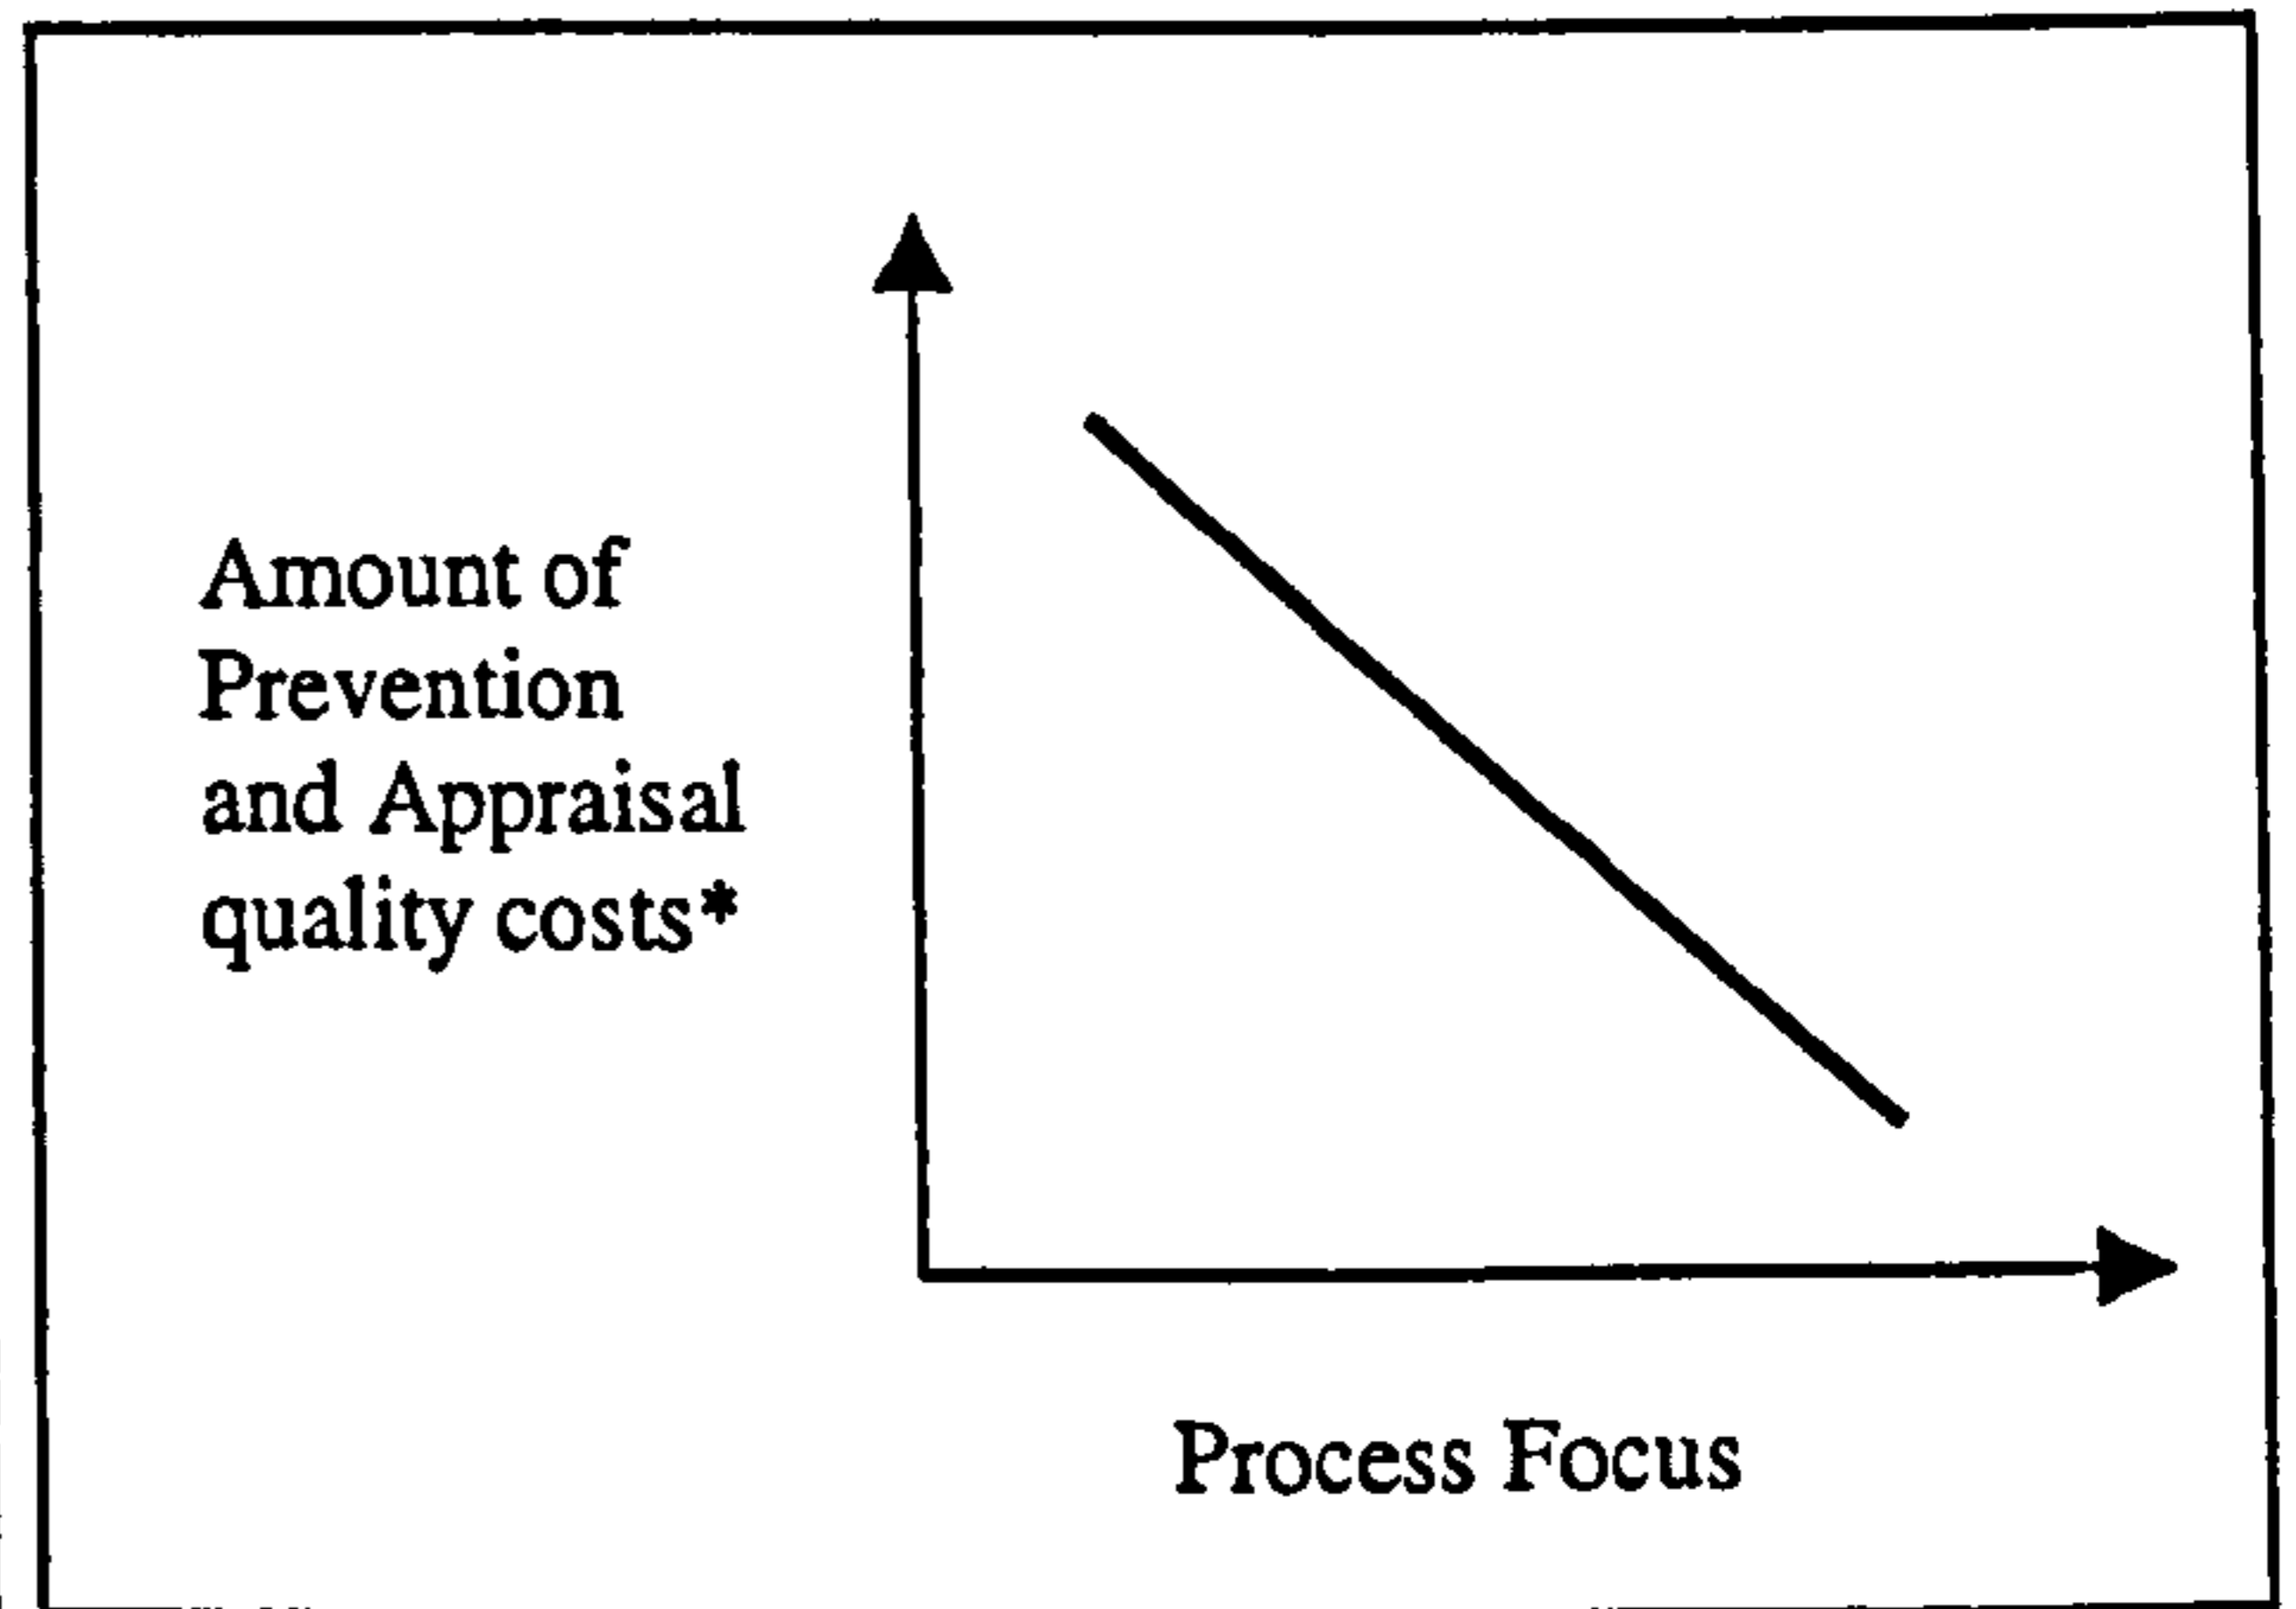 Amount of
Prevention
and Appraisal
quality costs*
Process Focus